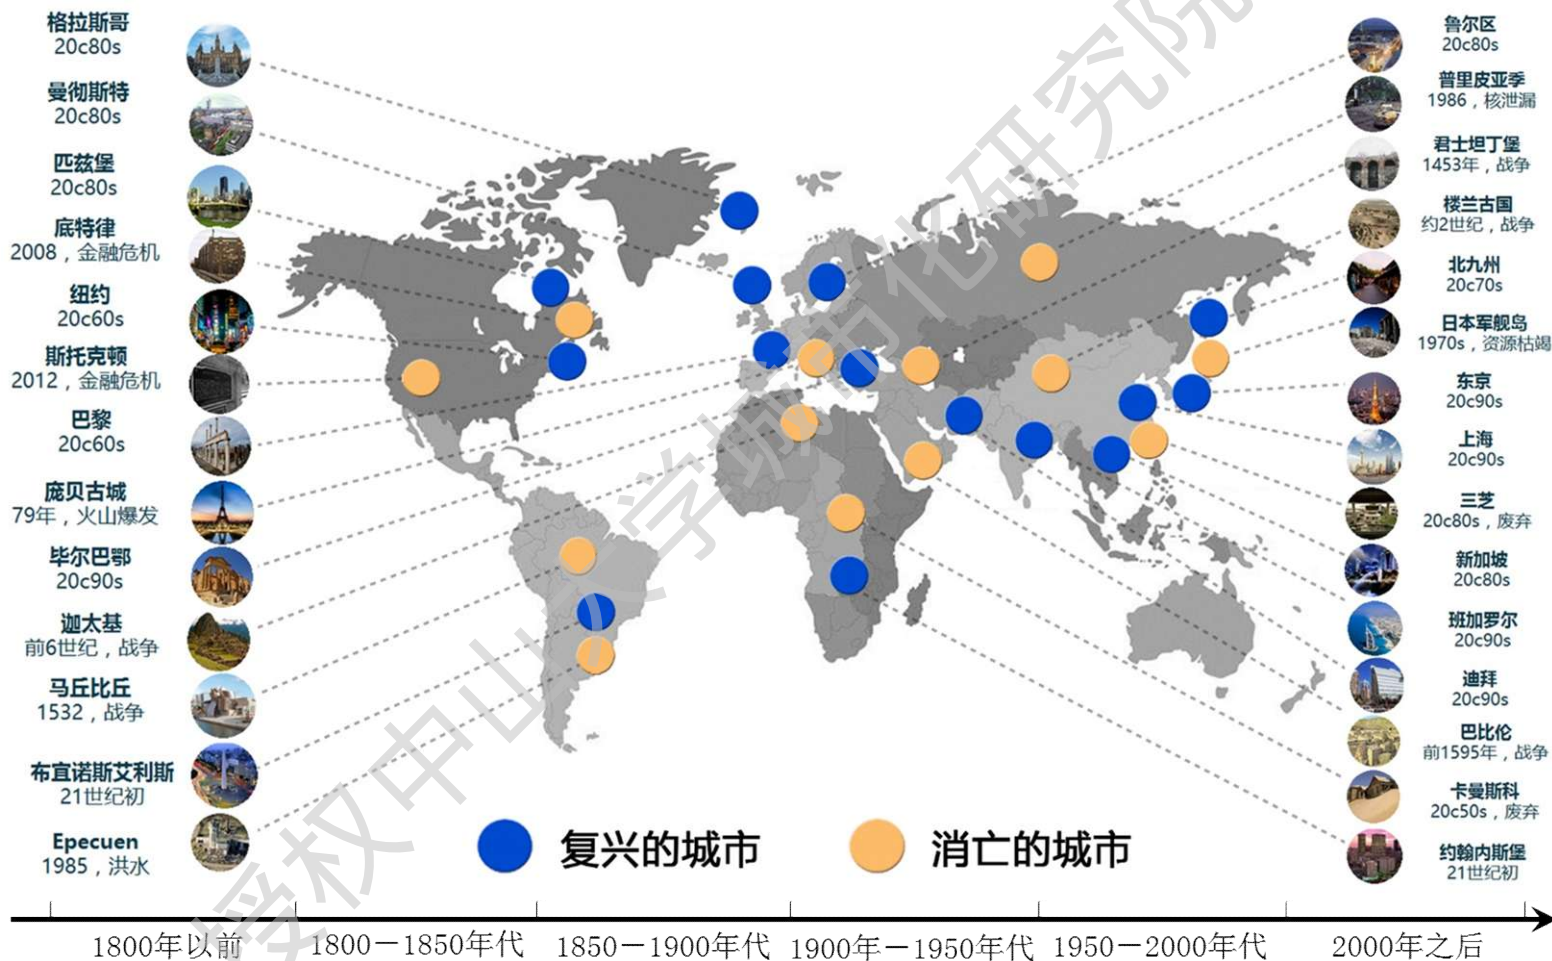 格拉斯哥
20c80s
曼彻斯特
20c80s
匹兹堡
20c80s
底特律
2008，金融危机
纽约
20c60s
斯托克顿
2012，金融危机
巴黎
20c60s
庞贝古城
79年，火山爆发
毕尔巴鄂
20c90s
迦太基
前6世纪，战争
马丘比丘
1532，战争
布宜诺斯艾利斯
21世纪初
Epecuen
1985，洪水
鲁尔区
20c80s
普里皮亚季
1986，核泄漏
君士坦丁堡
1453年，战争
楼兰古国
约2世纪，战争
北九州
20c70s
日本军舰岛
1970s，资源枯竭
东京
20c90s
上海
20c90s
三芝
20c80s，废弃
新加坡
20c80s
班加罗尔
20c90s
迪拜
20c90s
巴比伦
前1595年，战争
卡曼斯科
20c50s，废弃
约翰内斯堡
21世纪初
复兴的城市
消亡的城市
1800年以前
1800－1850年代
1850－1900年代
1900年－1950年代
1950－2000年代
2000年之后
授权中山大学城市化研究院